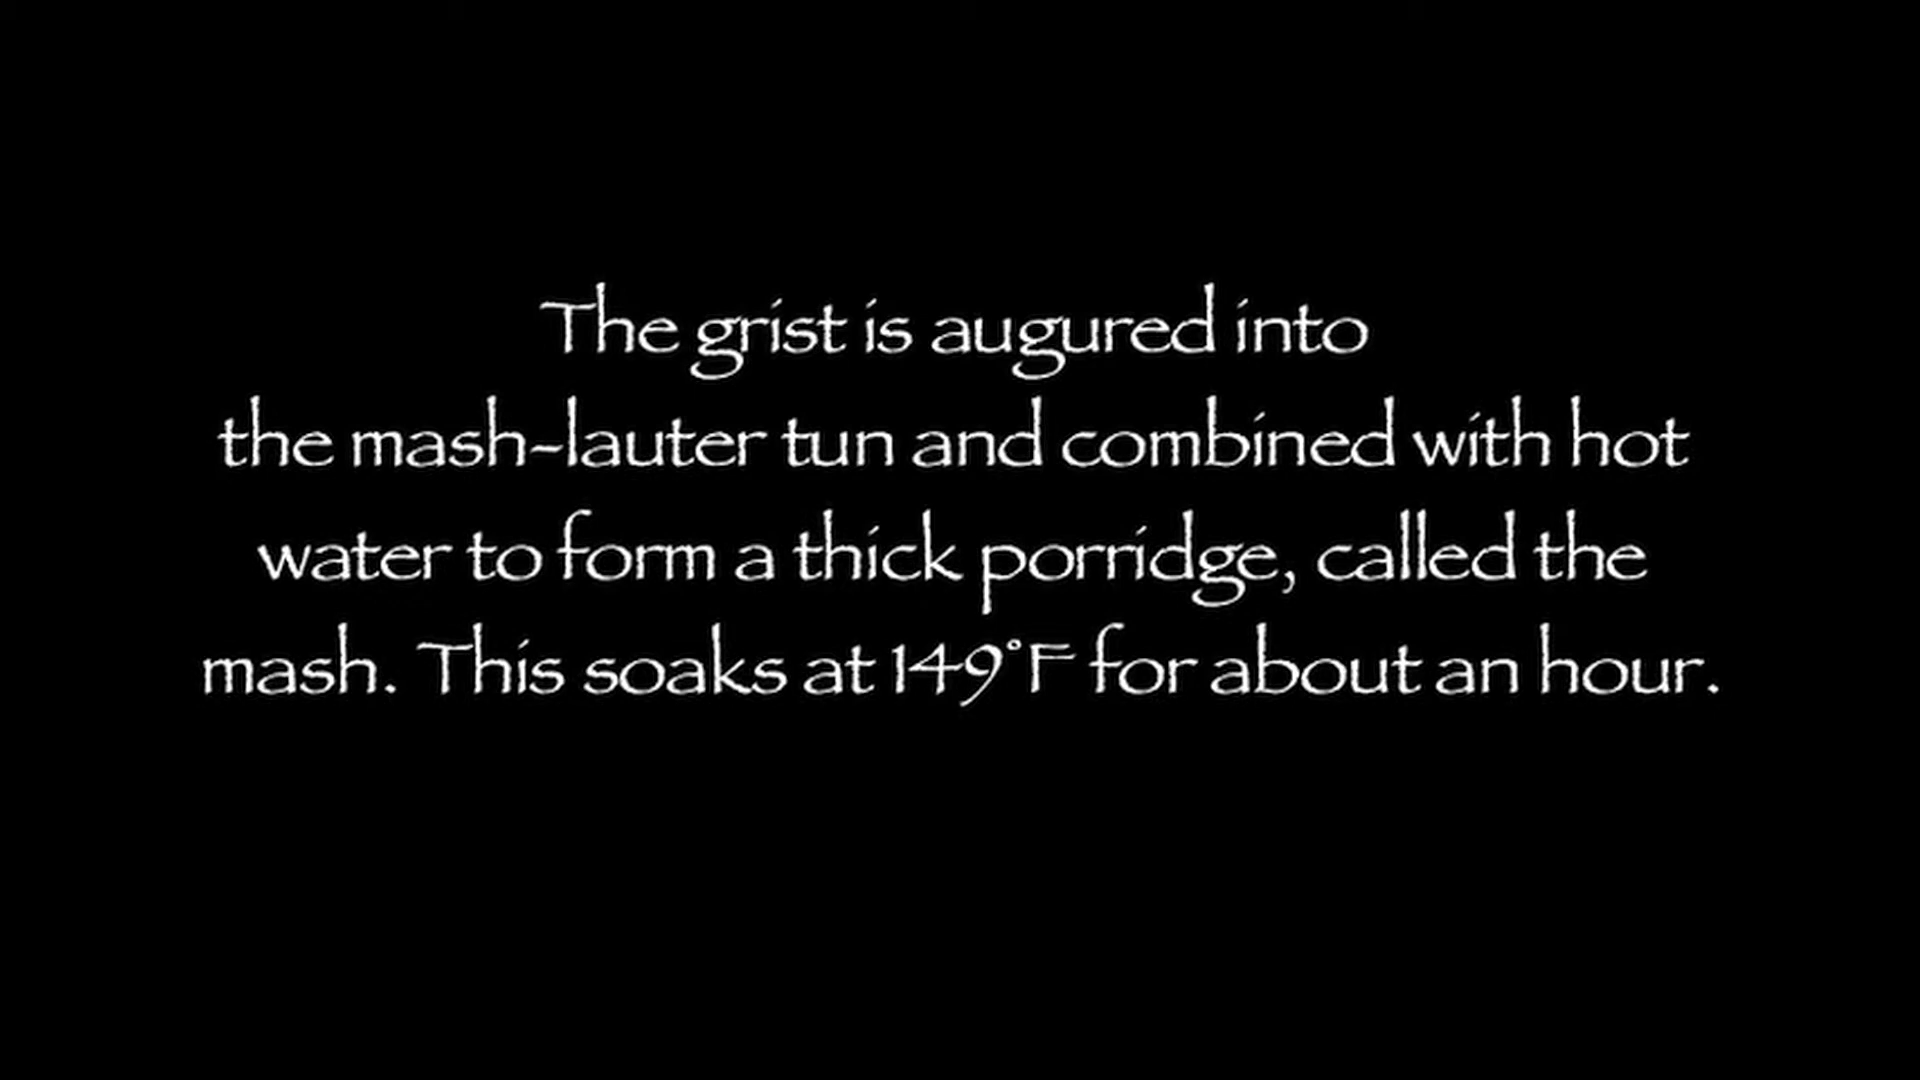 The grist is augured into
the mash-lauter tun and combined with hot
water to form a thick porridge, called the
mash. This soaks at 149°F for about an hour.